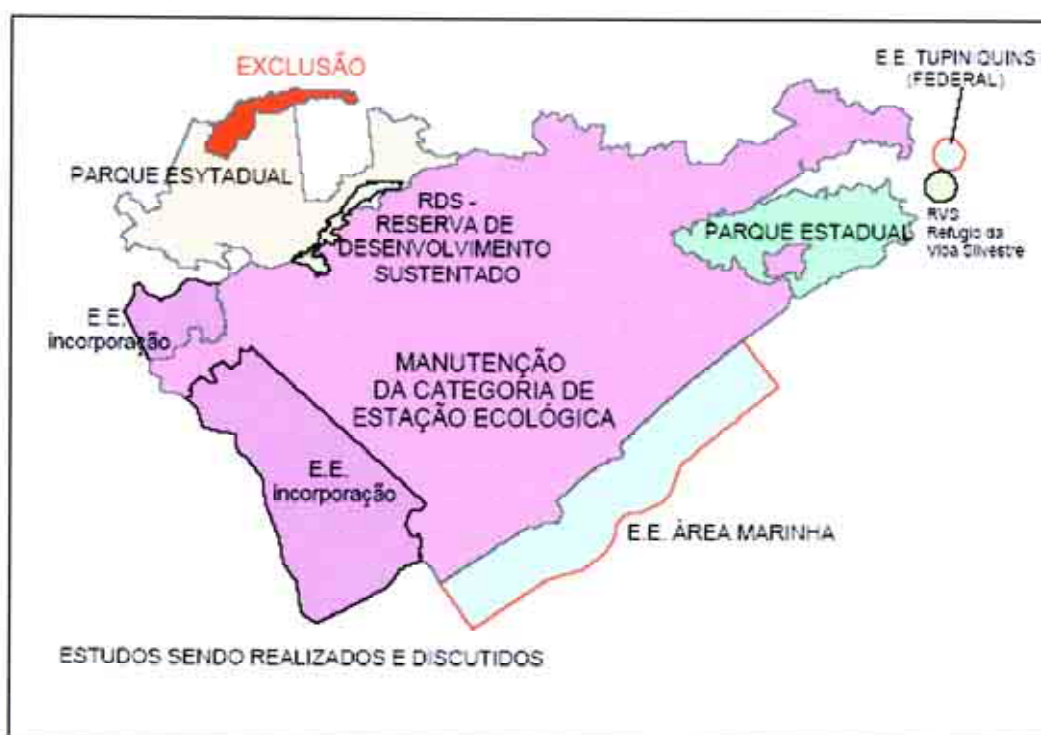 EXCLUSÃO
E.E. TUPINIQUINS
(FEDERAL)
PARQUE ESYTADUAL
RDS -
RESERVA DE
DESENVOLVIMENTO
SUSTENTADO
PARQUE ESTADUAL
RVS
Refugio da
Vida Silvestre
E.E.
incorporação
MANUTENÇÃO
DA CATEGORIA DE
ESTAÇÃO ECOLÓGICA
E.E.
incorporação
E.E. ÁREA MARINHA
ESTUDOS SENDO REALIZADOS E DISCUTIDOS